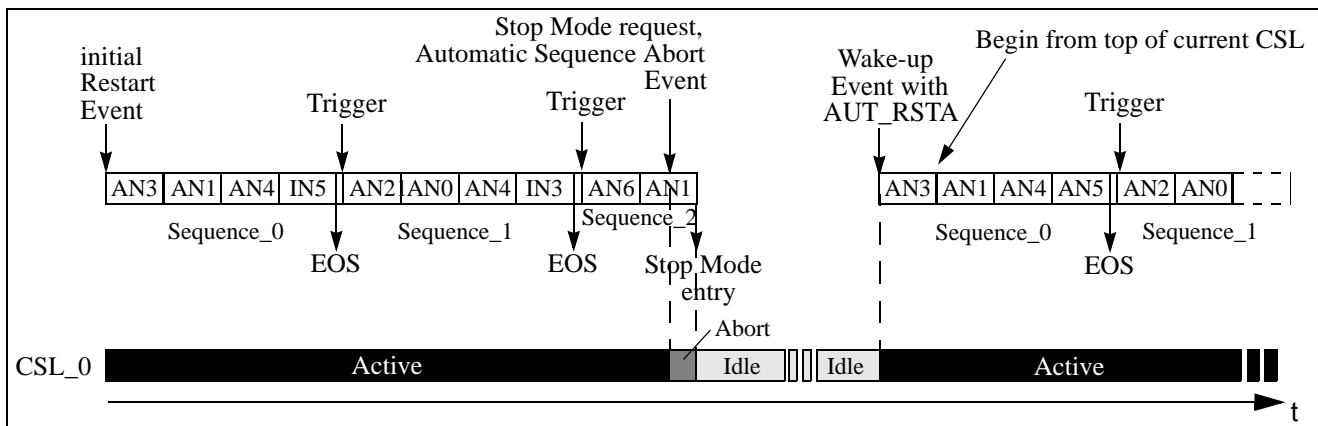 Stop Mode request,
Automatic Sequence Abort
Event
initial
Restart
Event
Trigger
Trigger
Wake-up
Event with
AUT_RSTA
Begin from top of current CSL
Trigger
AN3 AN1 AN4 IN5 AN21 AN0 AN4 IN3 AN6 AN1
AN3 AN1 AN4 AN5 AN2 AN0
Sequence_0
Sequence_1
Sequence_2
Sequence_0
Sequence_1
EOS
EOS
Stop Mode
entry
EOS
Abort
CSL_0
Active
Idle
Idle
Active
t